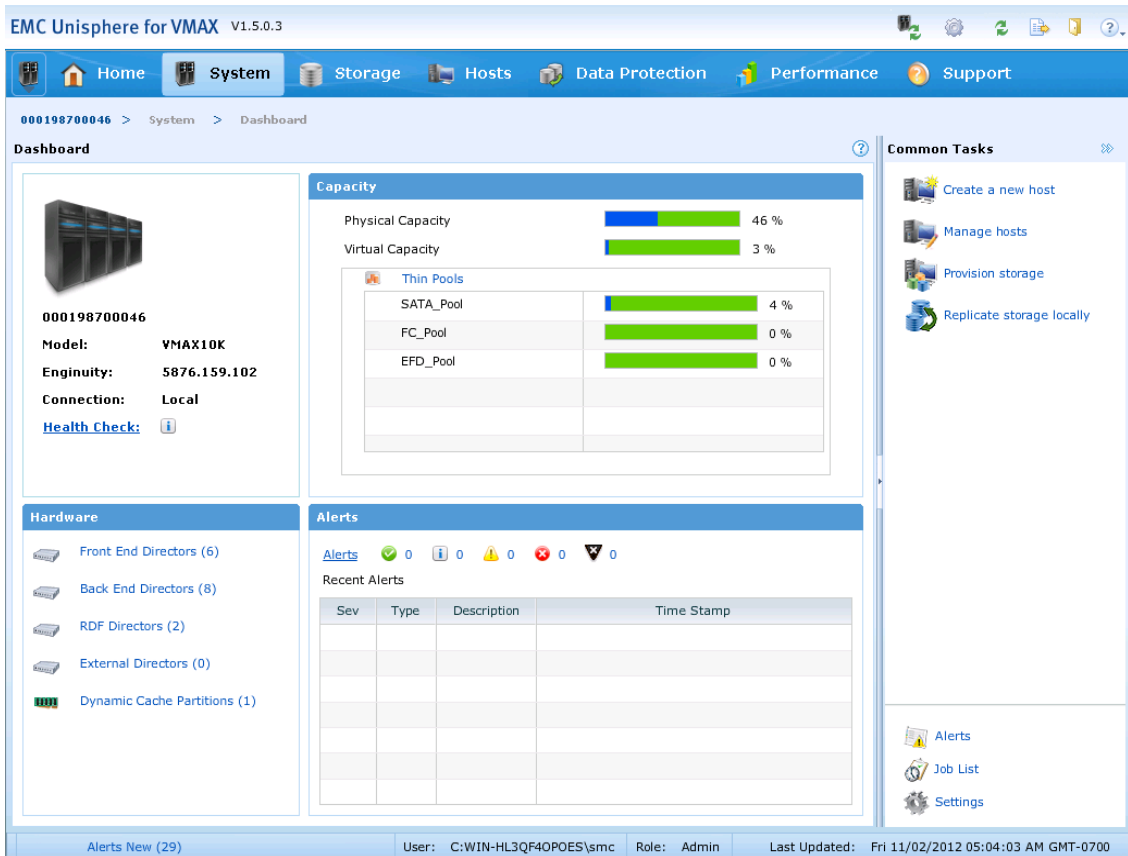 EMC Unisphere for VMAX V1.5.0.3
Home System Storage Hosts Data Protection Performance Support
000198700046 > System > Dashboard
Dashboard
000198700046
Model: VMAX10K
Enginuity: 5876.159.102
Connection: Local
Health Check:
Capacity
Physical Capacity 46 %
Virtual Capacity 3 %
Thin Pools
SATA_Pool 4 %
FC_Pool 0 %
EFD_Pool 0 %
Hardware
Front End Directors (6)
Back End Directors (8)
RDF Directors (2)
External Directors (0)
Dynamic Cache Partitions (1)
Alerts
Alerts 0 0 0 0 0
Recent Alerts
Sev Type Description Time Stamp
Common Tasks
Create a new host
Manage hosts
Provision storage
Replicate storage locally
Alerts
Job List
Settings
Alerts New (29) User: C:WIN-HL3QF4OPOES\smc Role: Admin Last Updated: Fri 11/02/2012 05:04:03 AM GMT-0700